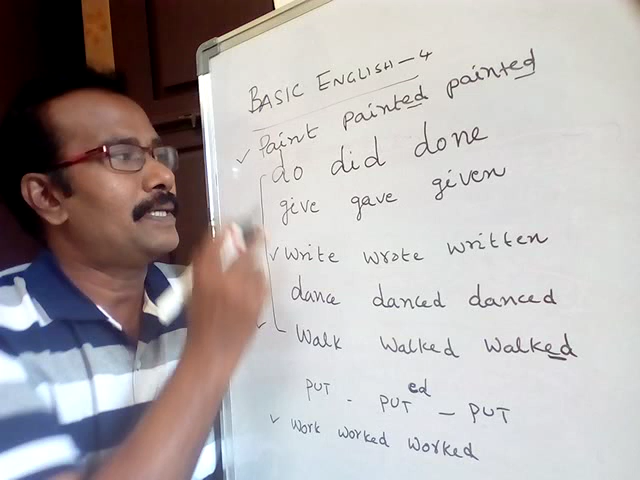 BASIC ENGLISH-4
Paint painted painted
do did done
give gave given
write wrote written
dance danced danced
Walk Walked Walked
PUT - PUT ed - PUT
Work Worked Worked